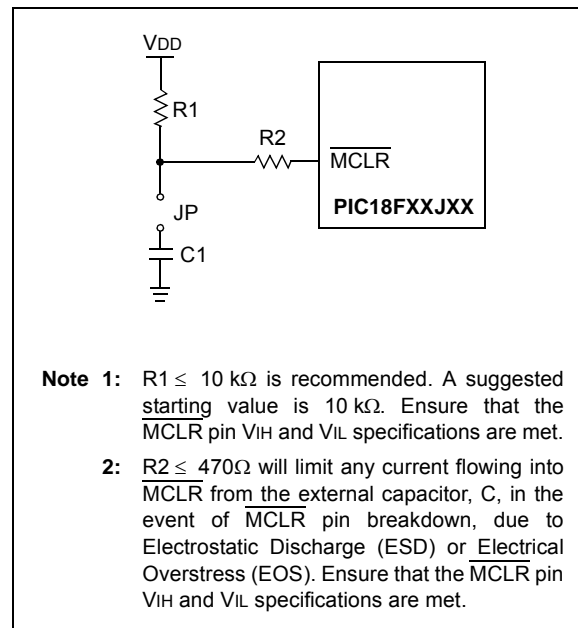 VDD
R1
R2
MCLR
JP
PIC18FXXJXX
C1
Note 1: R1 ≤ 10 kΩ is recommended. A suggested
starting value is 10 kΩ. Ensure that the
MCLR pin VIH and VIL specifications are met.
2: R2 ≤ 470Ω will limit any current flowing into
MCLR from the external capacitor, C, in the
event of MCLR pin breakdown, due to
Electrostatic Discharge (ESD) or Electrical
Overstress (EOS). Ensure that the MCLR pin
VIH and VIL specifications are met.